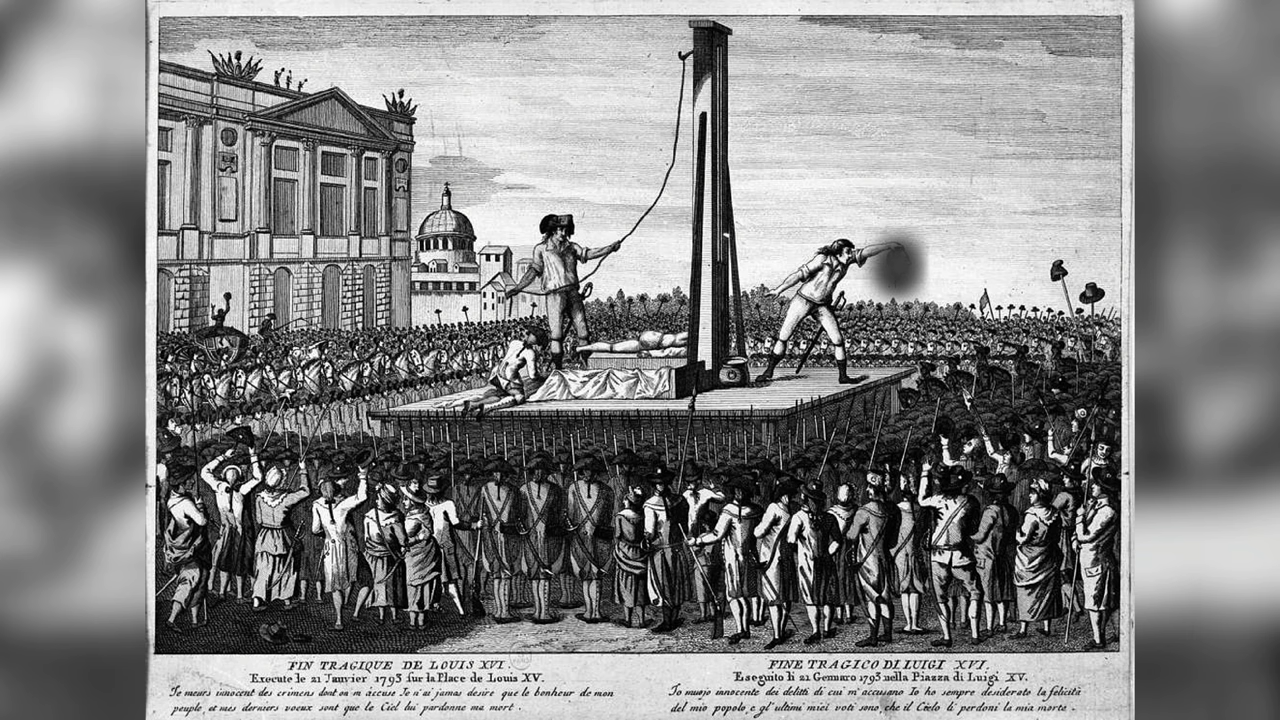 FIN TRAGIQUE DE LOUIS XVI.
Execute le 21 Janvier 1793 sur la Place de Louis XV.
Je meurs innocent des crimens dont on m'accuse Je n'ai jamas desire que le bonheur de mon
peuple, et mes derniers voeux sont que le Ciel lui pardonne ma mort.
FINE TRAGICO DI LUIGI XVI.
Eseguito li 21 Gennaro 1793 nella Piazza di Luigi XV.
Io muojo innocente dei delitti di cui m'accusano Io ho sempre desiderato la felicità
del mio popolo, e gl'ultimi miei voti sono, che il Cielo li perdoni la mia morte.